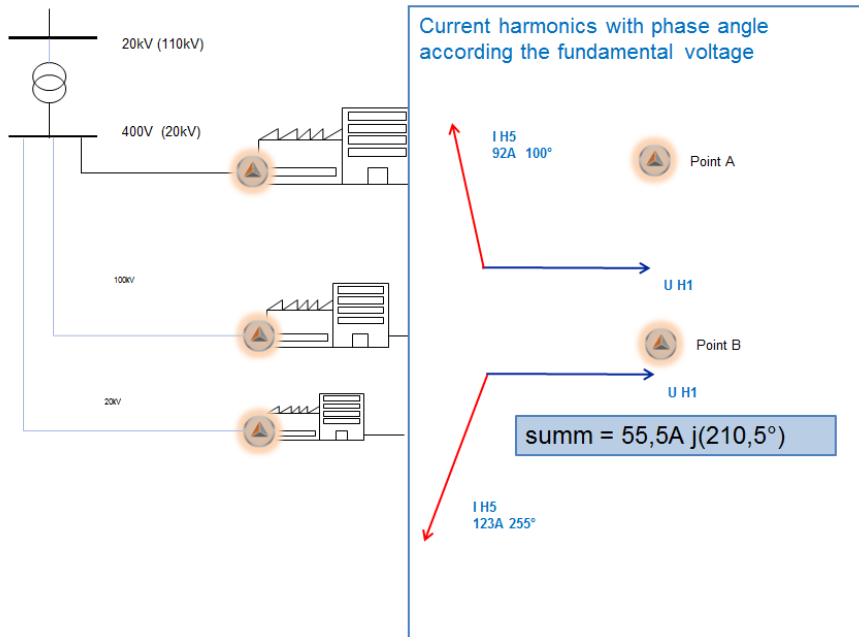 20kV (110kV)
400V (20kV)
100kV
20kV
Current harmonics with phase angle
according the fundamental voltage
I H5
92A 100°
Point A
U H1
Point B
U H1
summ = 55,5A j(210,5°)
I H5
123A 255°